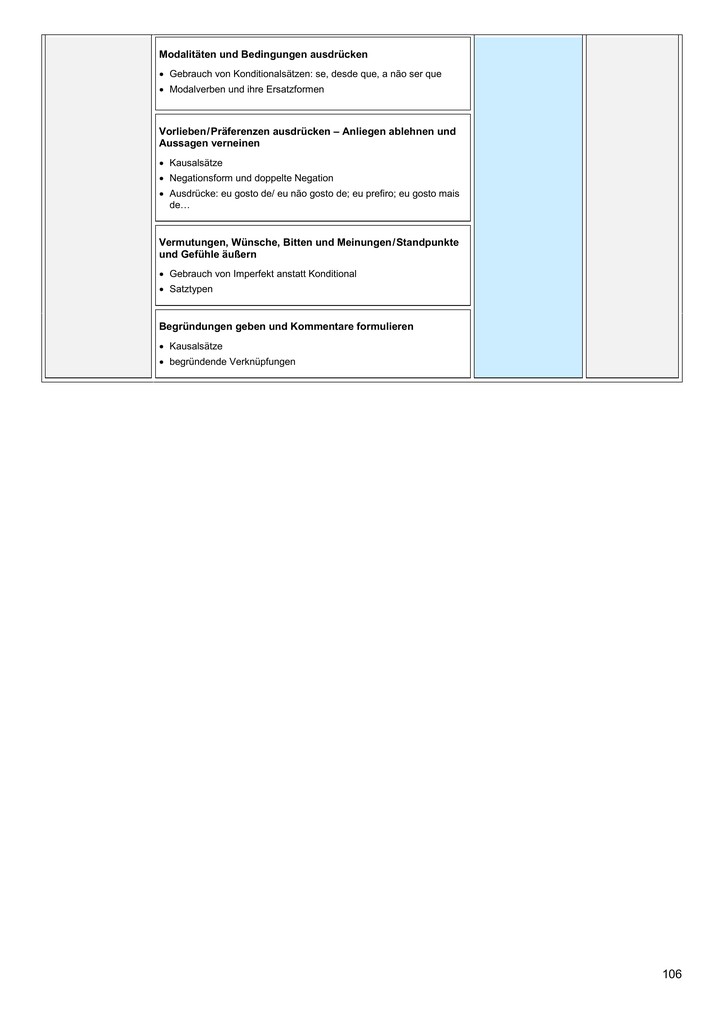 Modalitäten und Bedingungen ausdrücken
• Gebrauch von Konditionalsätzen: se, desde que, a não ser que
• Modalverben und ihre Ersatzformen
Vorlieben/Präferenzen ausdrücken – Anliegen ablehnen und
Aussagen verneinen
• Kausalsätze
• Negationsform und doppelte Negation
• Ausdrücke: eu gosto de/ eu não gosto de; eu prefiro; eu gosto mais
de…
Vermutungen, Wünsche, Bitten und Meinungen/Standpunkte
und Gefühle äußern
• Gebrauch von Imperfekt anstatt Konditional
• Satztypen
Begründungen geben und Kommentare formulieren
• Kausalsätze
• begründende Verknüpfungen
106